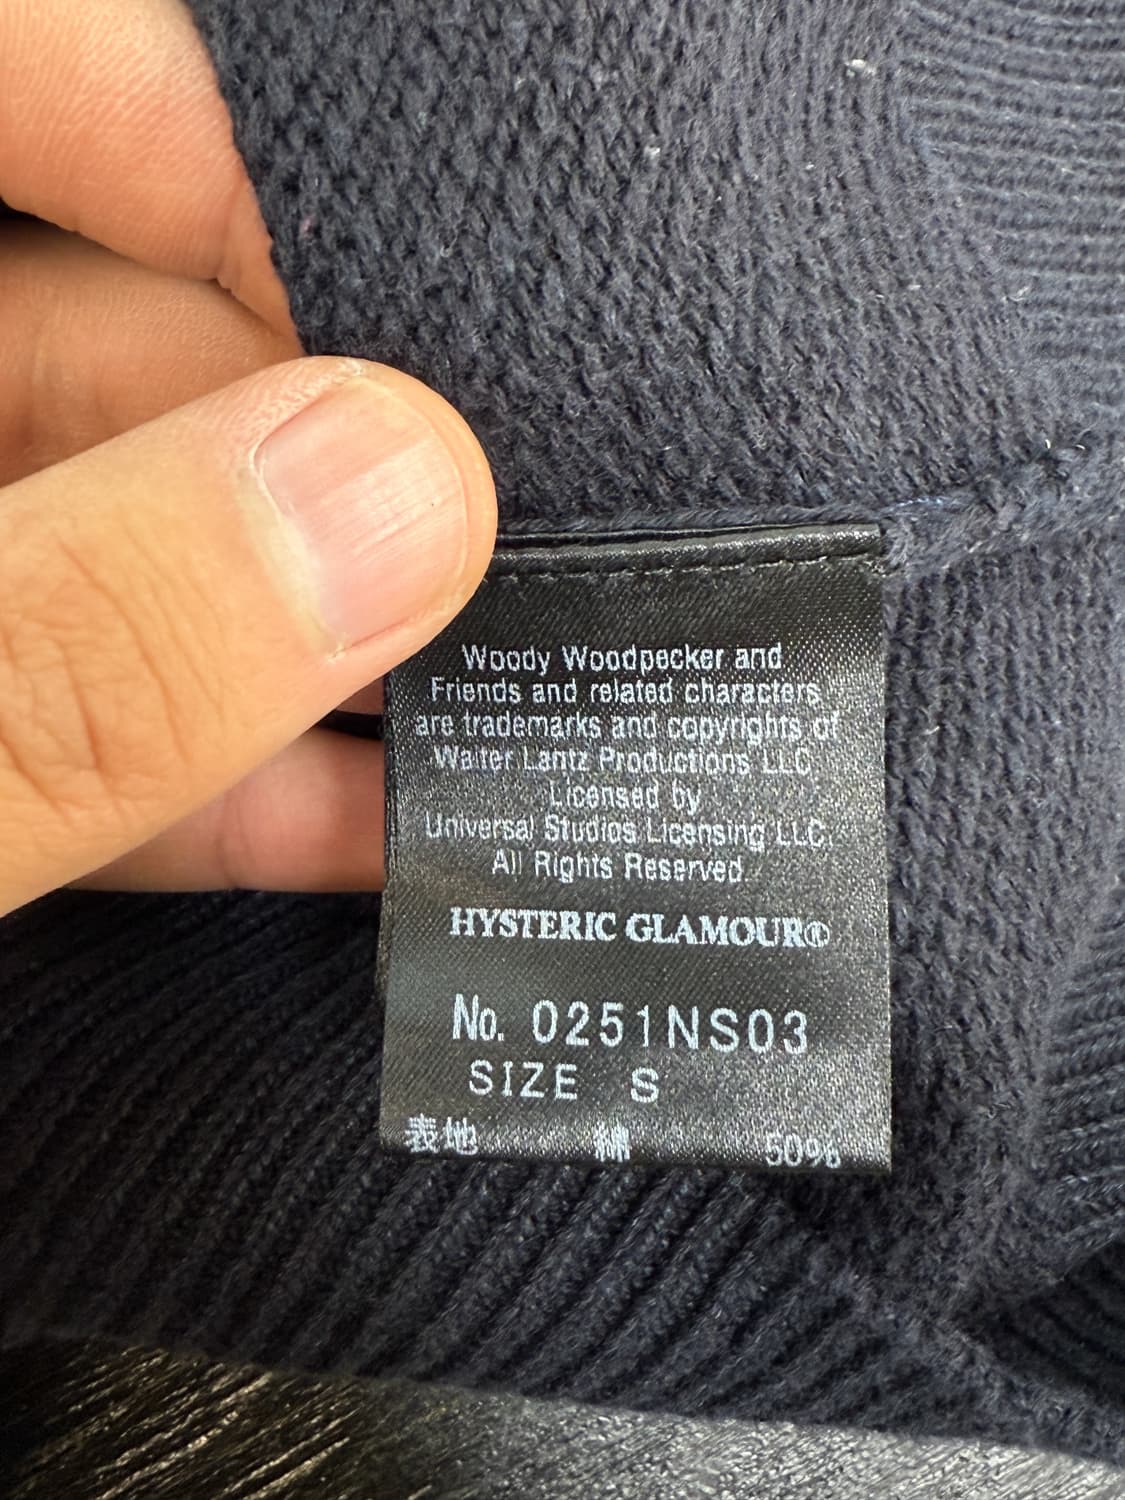 Woody Woodpecker and
Friends and related characters
are trademarks and copyrights of
Walter Lantz Productions LLC.
Licensed by
Universal Studios Licensing LLC.
All Rights Reserved.
HYSTERIC GLAMOUR®
No. 0251NS03
SIZE S
表地 綿 50%